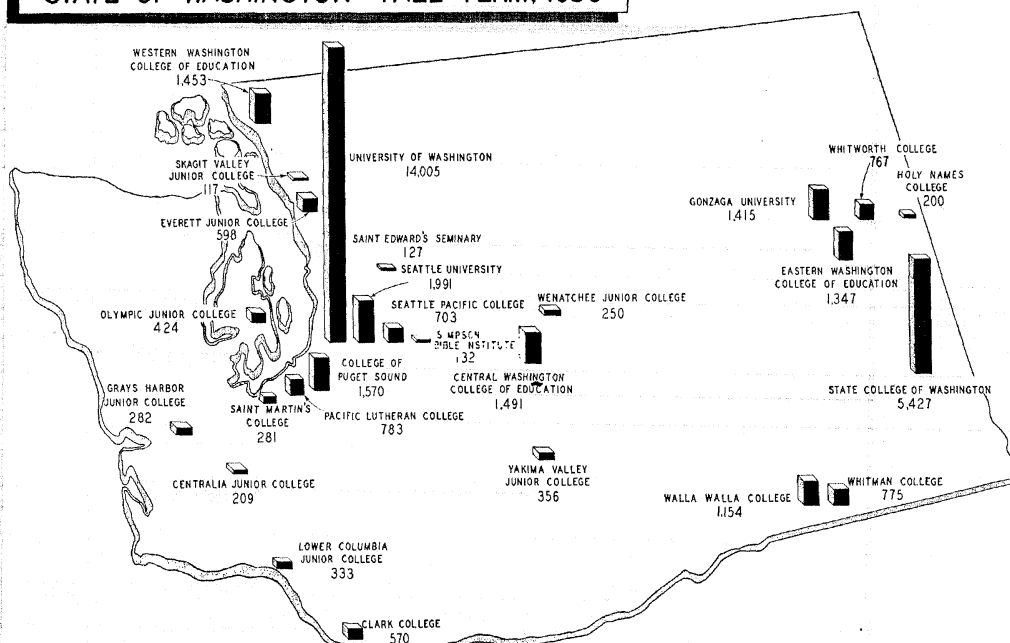 STATE OF WASHINGTON
WESTERN WASHINGTON
COLLEGE OF EDUCATION
1,453
SKAGIT VALLEY
JUNIOR COLLEGE
117
EVERETT JUNIOR COLLEGE
598
UNIVERSITY OF WASHINGTON
14,005
SAINT EDWARD'S SEMINARY
127
SEATTLE UNIVERSITY
1,991
SEATTLE PACIFIC COLLEGE
703
WENATCHEE JUNIOR COLLEGE
250
WHITWORTH COLLEGE
767
HOLY NAMES
COLLEGE
200
GONZAGA UNIVERSITY
1,415
EASTERN WASHINGTON
COLLEGE OF EDUCATION
1,347
OLYMPIC JUNIOR COLLEGE
424
INSTITUTE
132
COLLEGE OF
PUGET SOUND
1,570
CENTRAL WASHINGTON
COLLEGE OF EDUCATION
1,491
STATE COLLEGE OF WASHINGTON
5,427
GRAYS HARBOR
JUNIOR COLLEGE
282
SAINT MARTIN'S
COLLEGE
281
PACIFIC LUTHERAN COLLEGE
783
CENTRALIA JUNIOR COLLEGE
209
YAKIMA VALLEY
JUNIOR COLLEGE
356
WALLA WALLA COLLEGE
1,154
WHITMAN COLLEGE
775
LOWER COLUMBIA
JUNIOR COLLEGE
333
CLARK COLLEGE
570